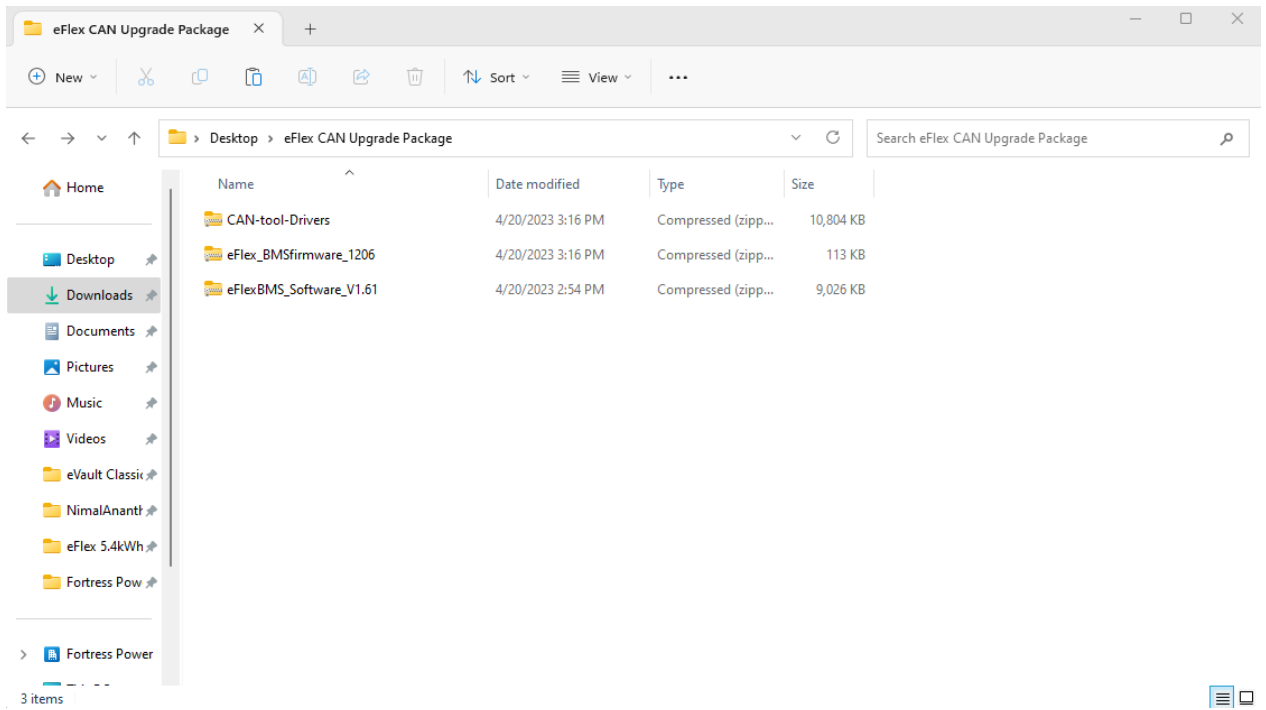 eFlex CAN Upgrade Package
New
Sort
View
Desktop > eFlex CAN Upgrade Package
Search eFlex CAN Upgrade Package
Home
Desktop
Downloads
Documents
Pictures
Music
Videos
eVault Classic
NimalAnanth
eFlex 5.4kWh
Fortress Pow
Fortress Power
Name Date modified Type Size
CAN-tool-Drivers 4/20/2023 3:16 PM Compressed (zipp... 10,804 KB
eFlex_BMSfirmware_1206 4/20/2023 3:16 PM Compressed (zipp... 113 KB
eFlexBMS_Software_V1.61 4/20/2023 2:54 PM Compressed (zipp... 9,026 KB
3 items